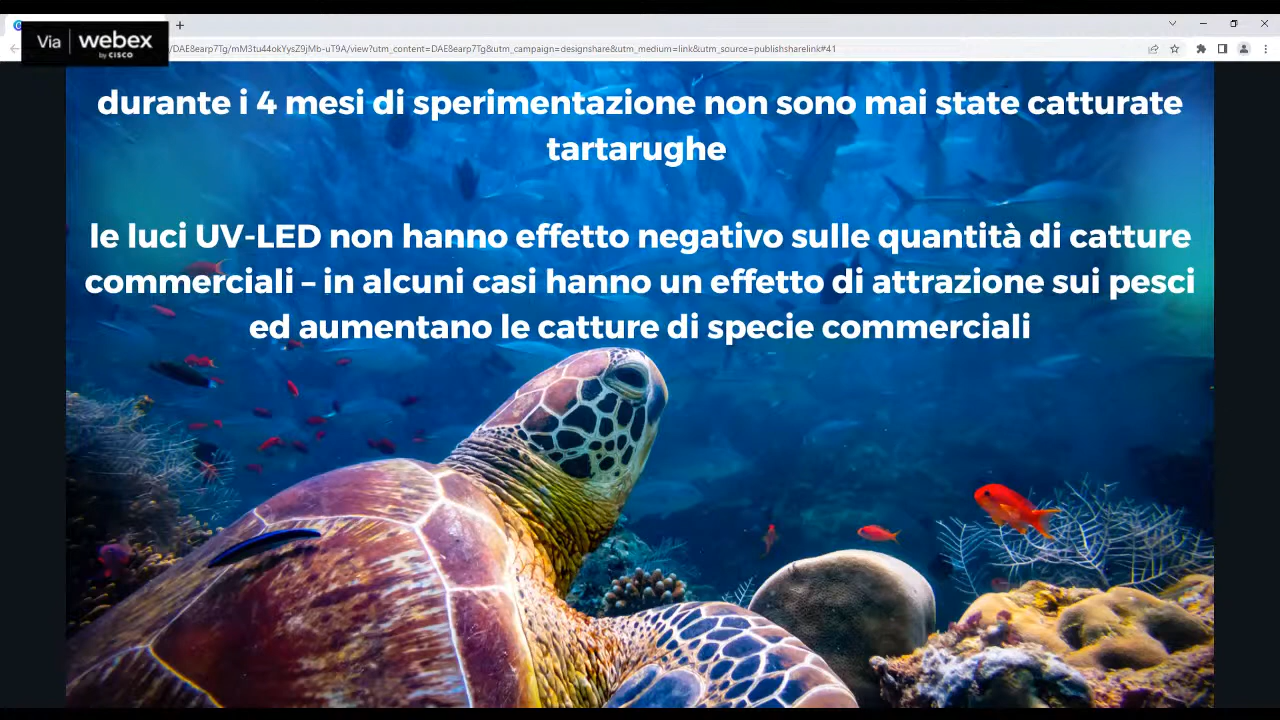 Via webex
by CISCO
/DAE8earp7Tg/mM3tu44okYysZ9jMb-uT9A/view?utm_content=DAE8earp7Tg&utm_campaign=designshare&utm_medium=link&utm_source=publishsharelink#41
durante i 4 mesi di sperimentazione non sono mai state catturate
tartarughe
le luci UV-LED non hanno effetto negativo sulle quantità di catture
commerciali – in alcuni casi hanno un effetto di attrazione sui pesci
ed aumentano le catture di specie commerciali